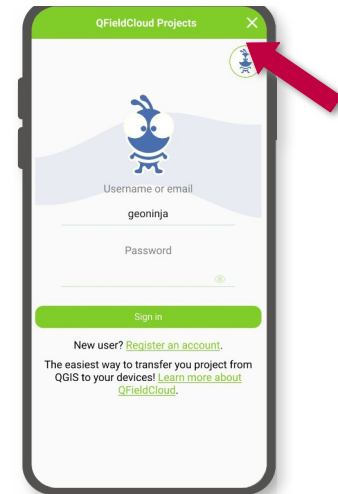 QFieldCloud Projects
Username or email
geoninja
Password
Sign in
New user? Register an account.
The easiest way to transfer you project from
QGIS to your devices! Learn more about
QFieldCloud.